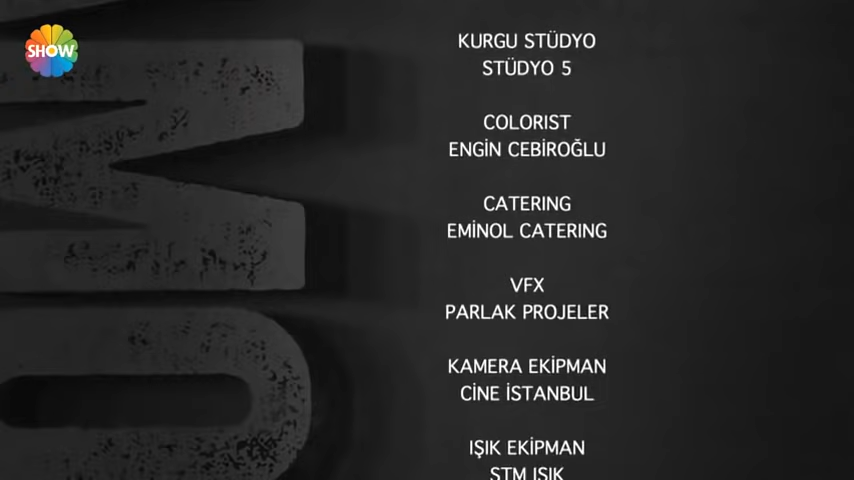 SHOW
KURGU STÜDYO
STÜDYO 5
COLORIST
ENGİN CEBİROĞLU
CATERING
EMİNOL CATERING
VFX
PARLAK PROJELER
KAMERA EKİPMAN
CİNE İSTANBUL
IŞIK EKİPMAN
STM IŞIK